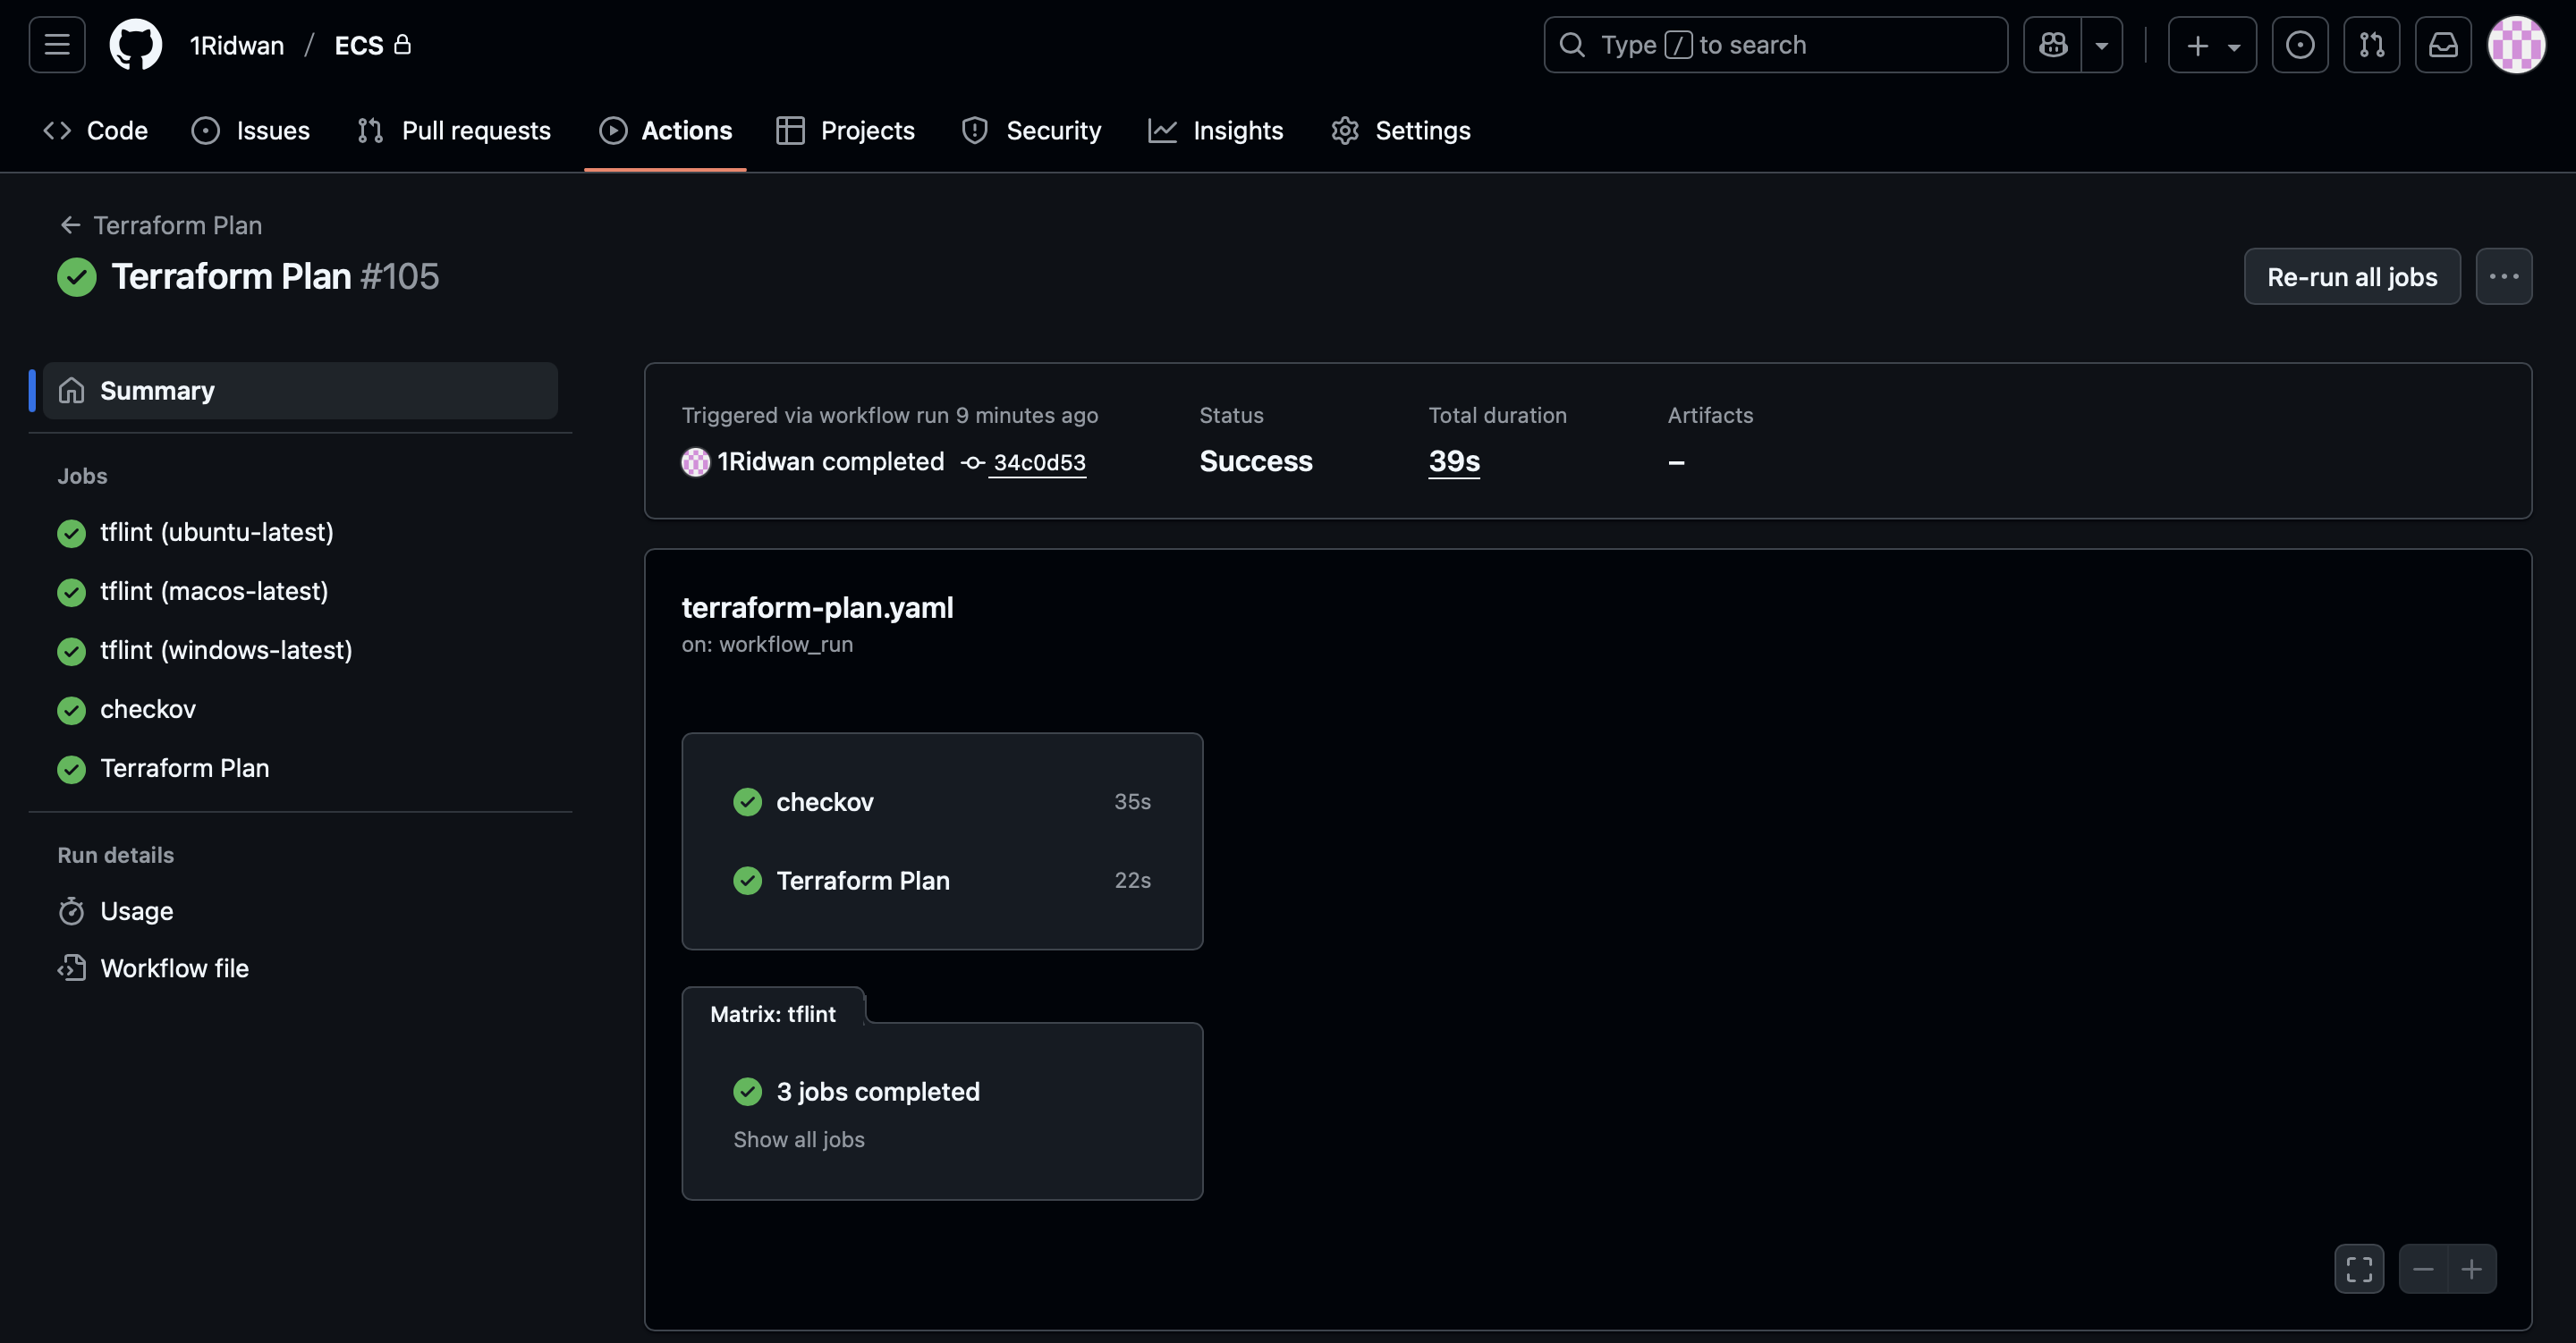 1Ridwan / ECS
Type / to search
Code Issues Pull requests Actions Projects Security Insights Settings
Terraform Plan
Terraform Plan #105
Re-run all jobs
Summary
Jobs
tflint (ubuntu-latest)
tflint (macos-latest)
tflint (windows-latest)
checkov
Terraform Plan
Run details
Usage
Workflow file
Triggered via workflow run 9 minutes ago
1Ridwan completed 34c0d53
Status
Success
Total duration
39s
Artifacts
–
terraform-plan.yaml
on: workflow_run
checkov 35s
Terraform Plan 22s
Matrix: tflint
3 jobs completed
Show all jobs